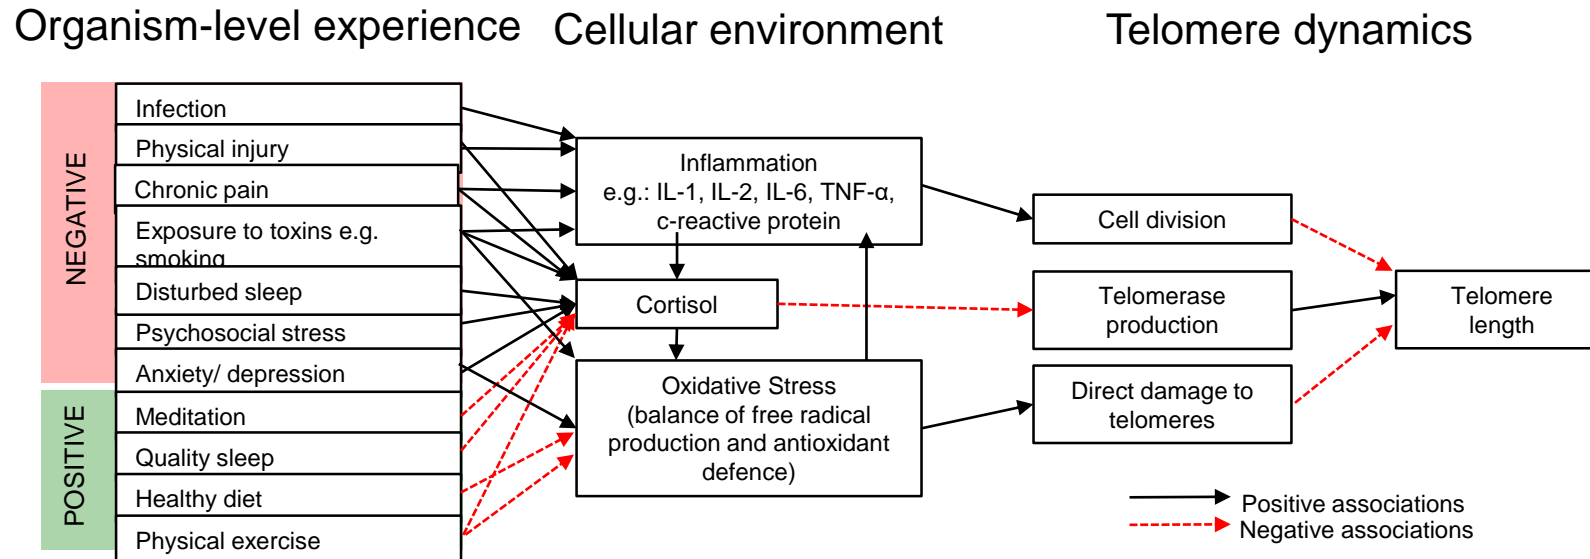 Organism-level experience
Cellular environment
Telomere dynamics
NEGATIVE
Infection
Physical injury
Chronic pain
Exposure to toxins e.g.
smoking
Disturbed sleep
Psychosocial stress
Anxiety/ depression
POSITIVE
Meditation
Quality sleep
Healthy diet
Physical exercise
Inflammation
e.g.: IL-1, IL-2, IL-6, TNF-α,
c-reactive protein
Cortisol
Oxidative Stress
(balance of free radical
production and antioxidant
defence)
Cell division
Telomerase
production
Direct damage to
telomeres
Telomere
length
Positive associations
Negative associations